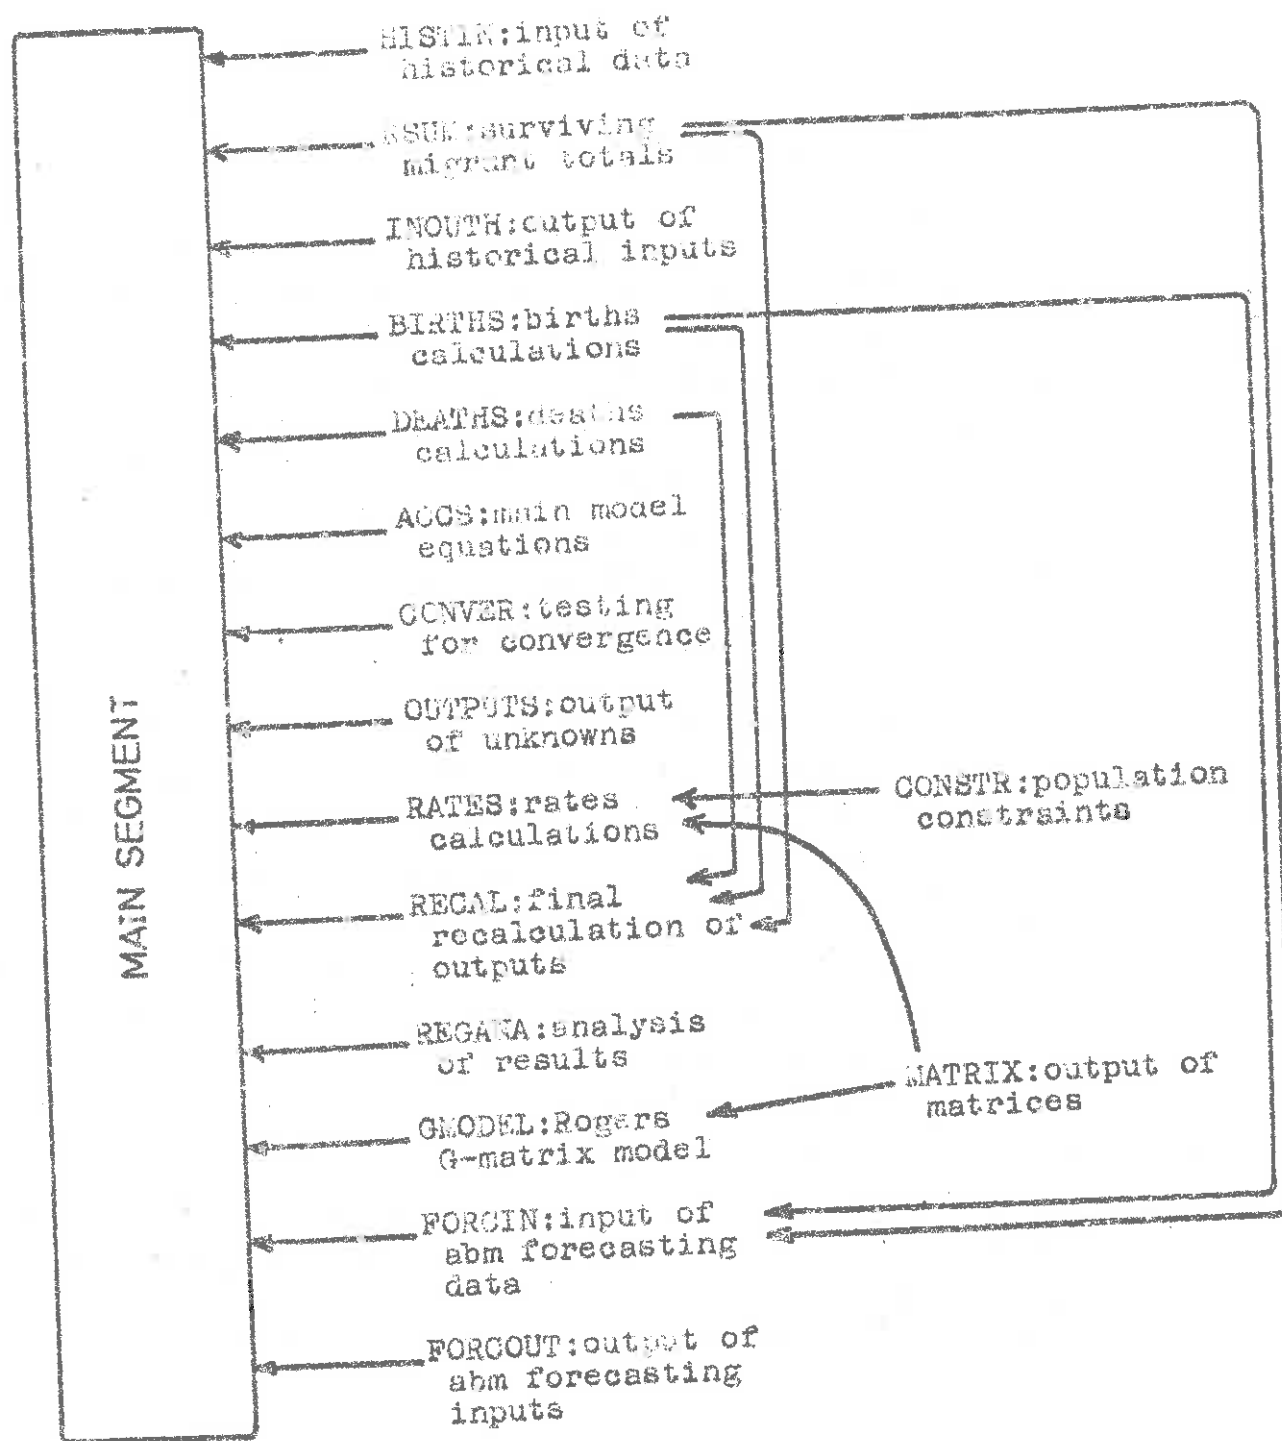 HISTIN:input of
historical data
KSUM:surviving
migrant totals
INOUTH:output of
historical inputs
BIRTHS:births
calculations
DEATHS:deaths
calculations
ACCS:main model
equations
CONVER:testing
for convergence
OUTPUTS:output
of unknowns
MAIN SEGMENT
RATES:rates
calculations
CONSTR:population
constraints
RECAL:final
recalculation of
outputs
REGANA:analysis
of results
MATRIX:output of
matrices
GMODEL:Rogers
G-matrix model
FORCIN:input of
abm forecasting
data
FORCOUT:output of
abm forecasting
inputs